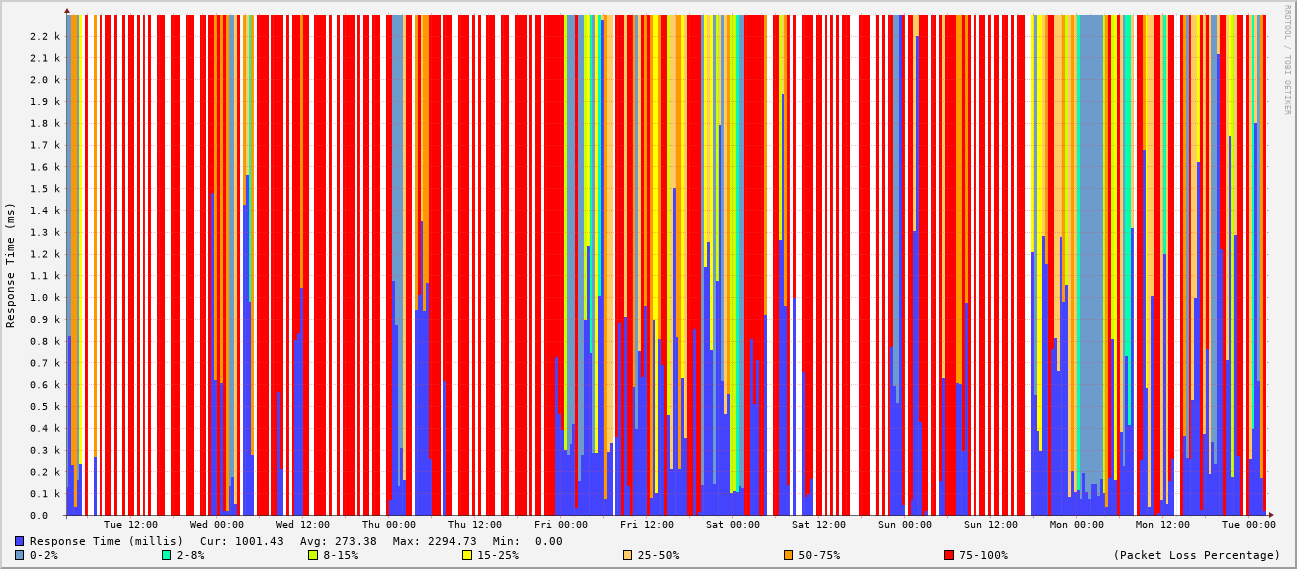 RRDTOOL / TOBI OETIKER
Response Time (ms)
2.2 k
2.1 k
2.0 k
1.9 k
1.8 k
1.7 k
1.6 k
1.5 k
1.4 k
1.3 k
1.2 k
1.1 k
1.0 k
0.9 k
0.8 k
0.7 k
0.6 k
0.5 k
0.4 k
0.3 k
0.2 k
0.1 k
0.0
Tue 12:00 Wed 00:00 Wed 12:00 Thu 00:00 Thu 12:00 Fri 00:00 Fri 12:00 Sat 00:00 Sat 12:00 Sun 00:00 Sun 12:00 Mon 00:00 Mon 12:00 Tue 00:00
Response Time (millis) Cur: 1001.43 Avg: 273.38 Max: 2294.73 Min: 0.00
0-2% 2-8% 8-15% 15-25% 25-50% 50-75% 75-100% (Packet Loss Percentage)